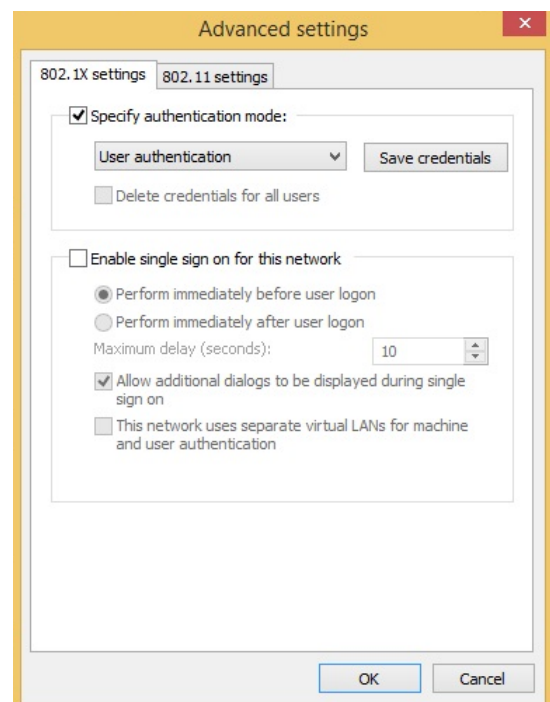 Advanced settings
802.1X settings 802.11 settings
Specify authentication mode:
User authentication Save credentials
Delete credentials for all users
Enable single sign on for this network
Perform immediately before user logon
Perform immediately after user logon
Maximum delay (seconds): 10
Allow additional dialogs to be displayed during single
sign on
This network uses separate virtual LANs for machine
and user authentication
OK Cancel